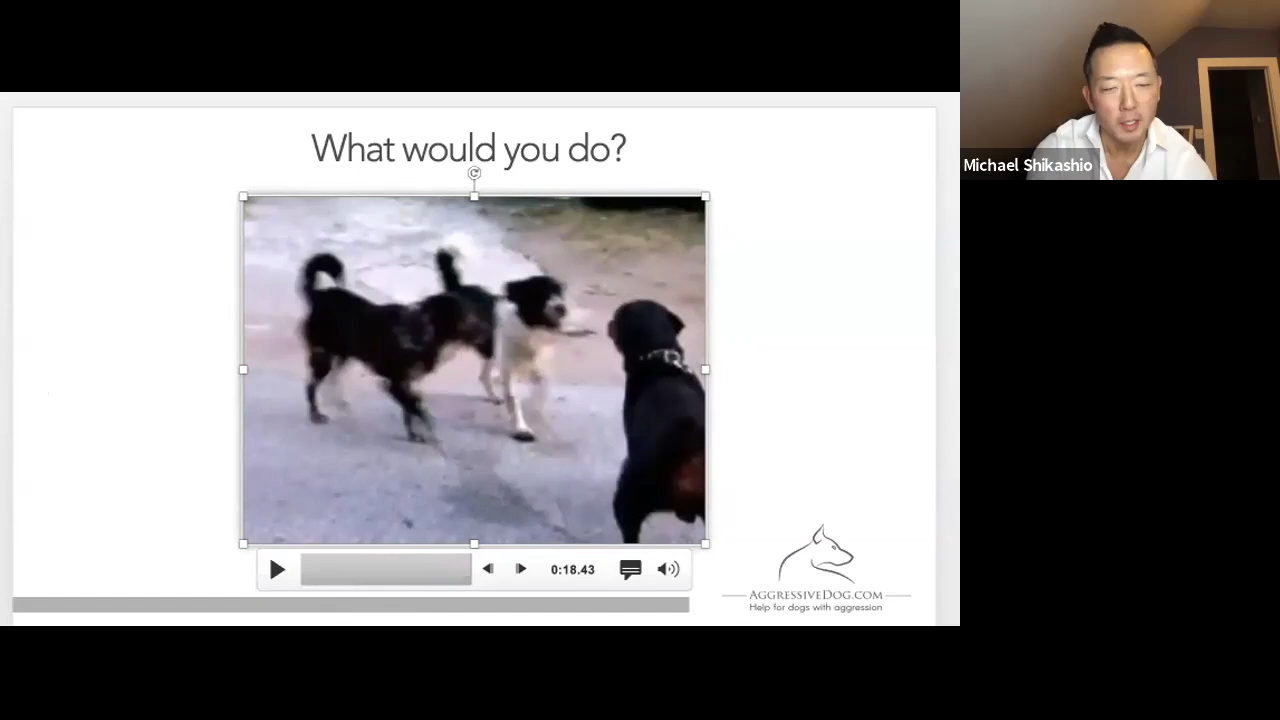 What would you do?
Michael Shikashio
0:18.43
AGGRESSIVEDOG.COM
Help for dogs with aggression